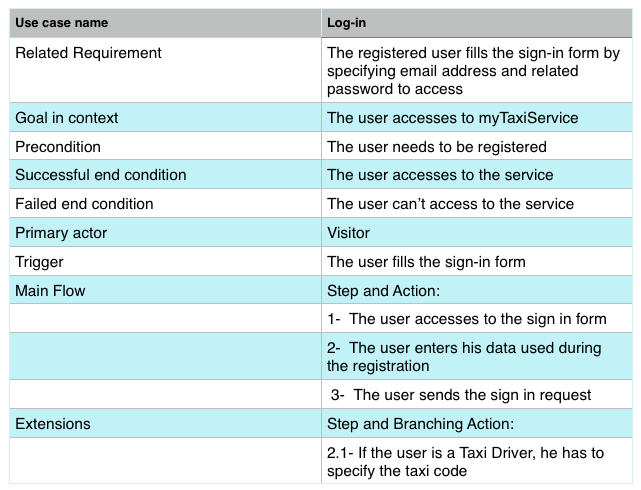 Use case name Log-in
Related Requirement The registered user fills the sign-in form by
specifying email address and related
password to access
Goal in context The user accesses to myTaxiService
Precondition The user needs to be registered
Successful end condition The user accesses to the service
Failed end condition The user can't access to the service
Primary actor Visitor
Trigger The user fills the sign-in form
Main Flow Step and Action:
1- The user accesses to the sign in form
2- The user enters his data used during
the registration
3- The user sends the sign in request
Extensions Step and Branching Action:
2.1- If the user is a Taxi Driver, he has to
specify the taxi code